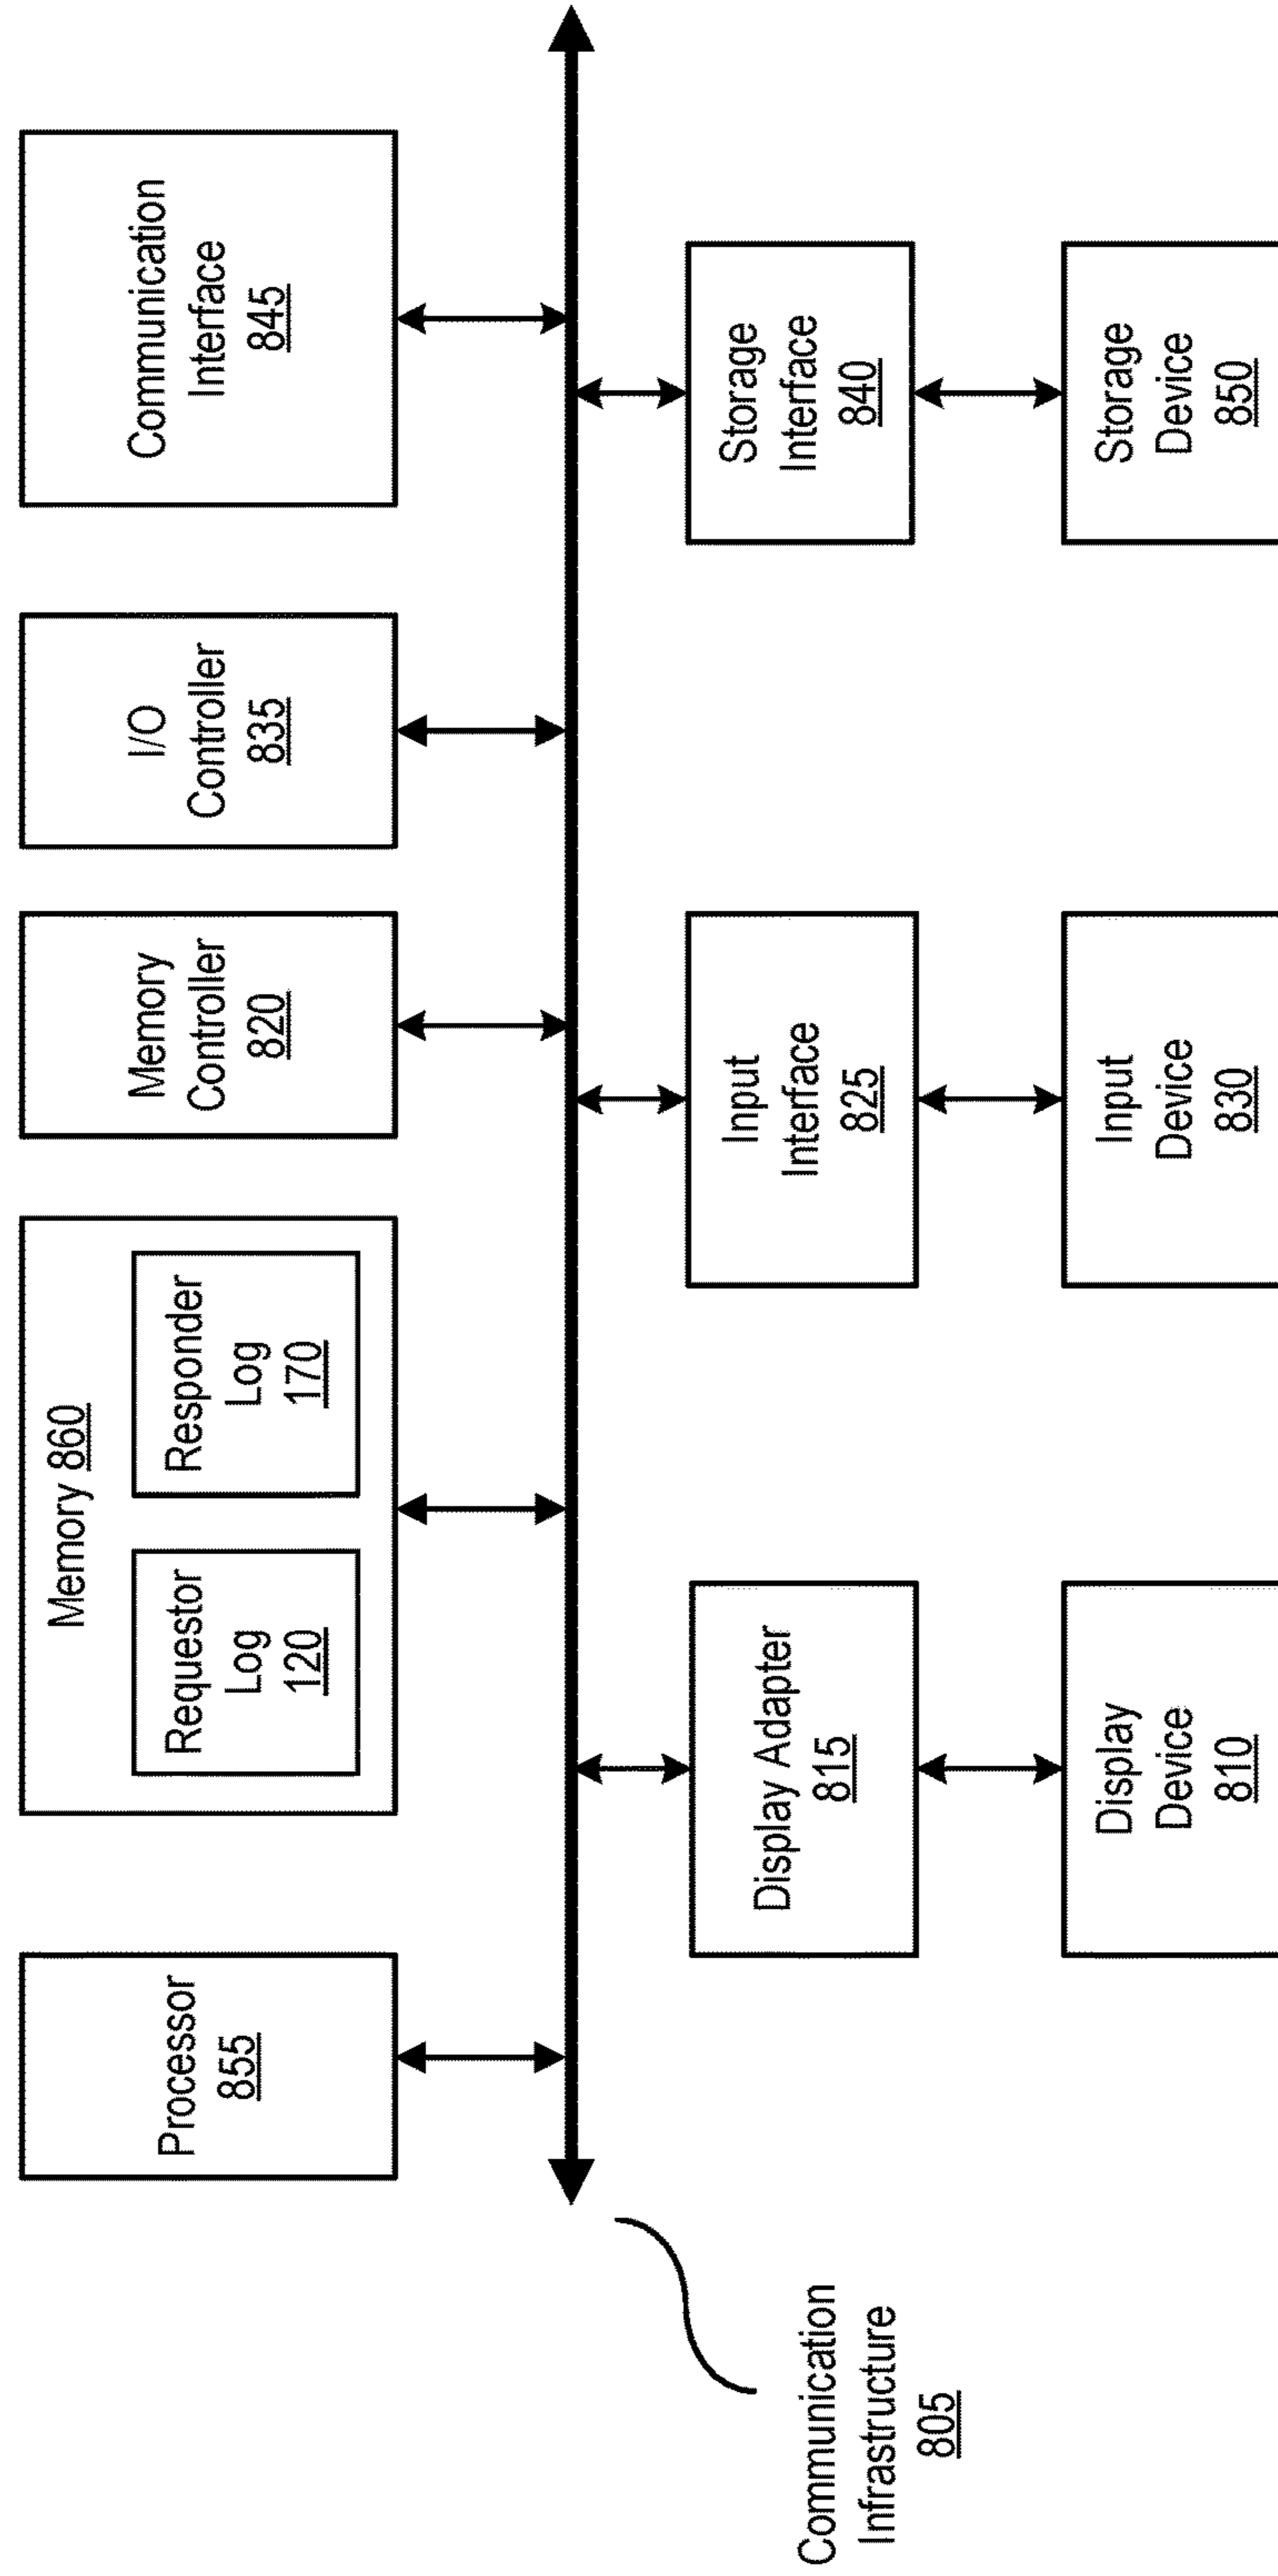 Processor
855
Memory 860
Requestor
Log
120
Responder
Log
170
Memory
Controller
820
I/O
Controller
835
Communication
Interface
845
Communication
Infrastructure
805
Display Adapter
815
Input
Interface
825
Storage
Interface
840
Display
Device
810
Input
Device
830
Storage
Device
850